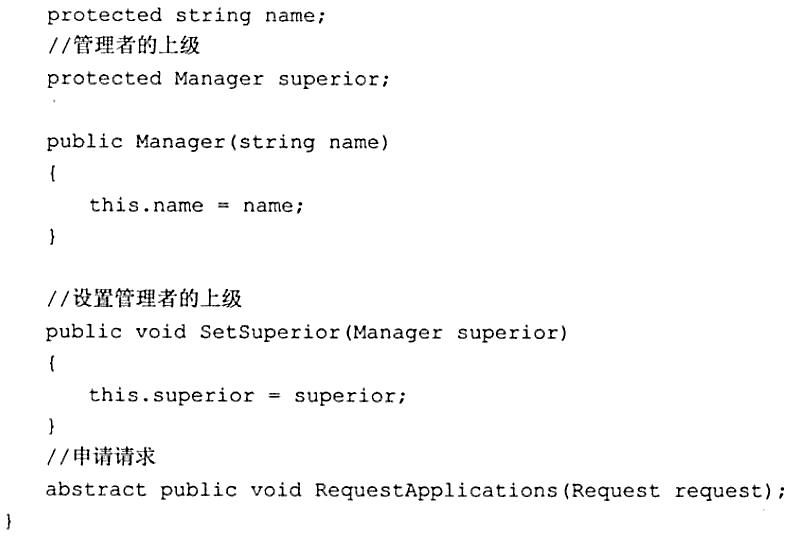 protected string name;
//管理者的上级
protected Manager superior;
public Manager(string name)
{
this.name = name;
}
//设置管理者的上级
public void SetSuperior(Manager superior)
{
this.superior = superior;
}
//申请请求
abstract public void RequestApplications(Request request);
}